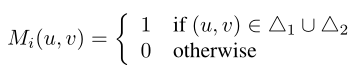 M_i(u, v) = { 1 if (u, v) ∈ △_1 ∪ △_2
0 otherwise